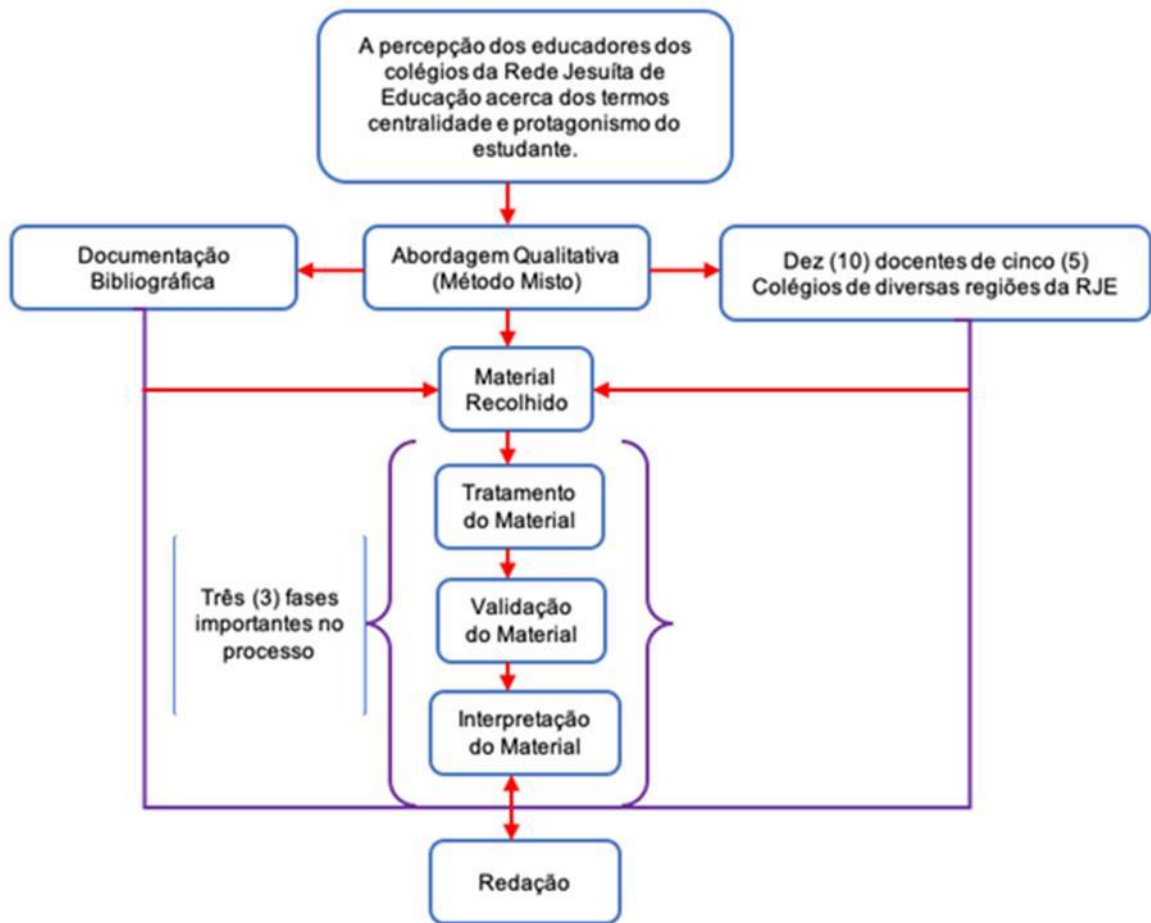 A percepção dos educadores dos
colégios da Rede Jesuíta de
Educação acerca dos termos
centralidade e protagonismo do
estudante.
Documentação
Bibliográfica
Abordagem Qualitativa
(Método Misto)
Dez (10) docentes de cinco (5)
Colégios de diversas regiões da RJE
Material
Recolhido
Tratamento
do Material
Três (3) fases
importantes no
processo
Validação
do Material
Interpretação
do Material
Redação